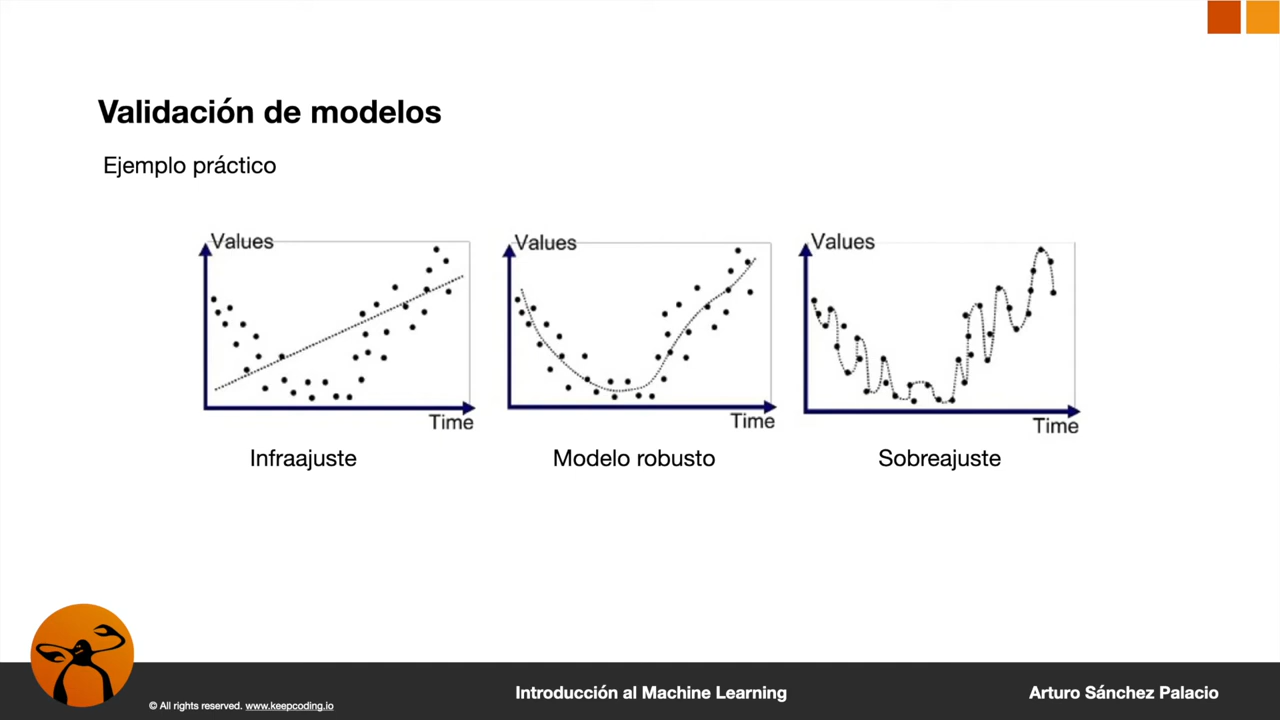 Validación de modelos
Ejemplo práctico
Values
Values
Values
Time
Time
Time
Infraajuste
Modelo robusto
Sobreajuste
© All rights reserved. www.keepcoding.io
Introducción al Machine Learning
Arturo Sánchez Palacio